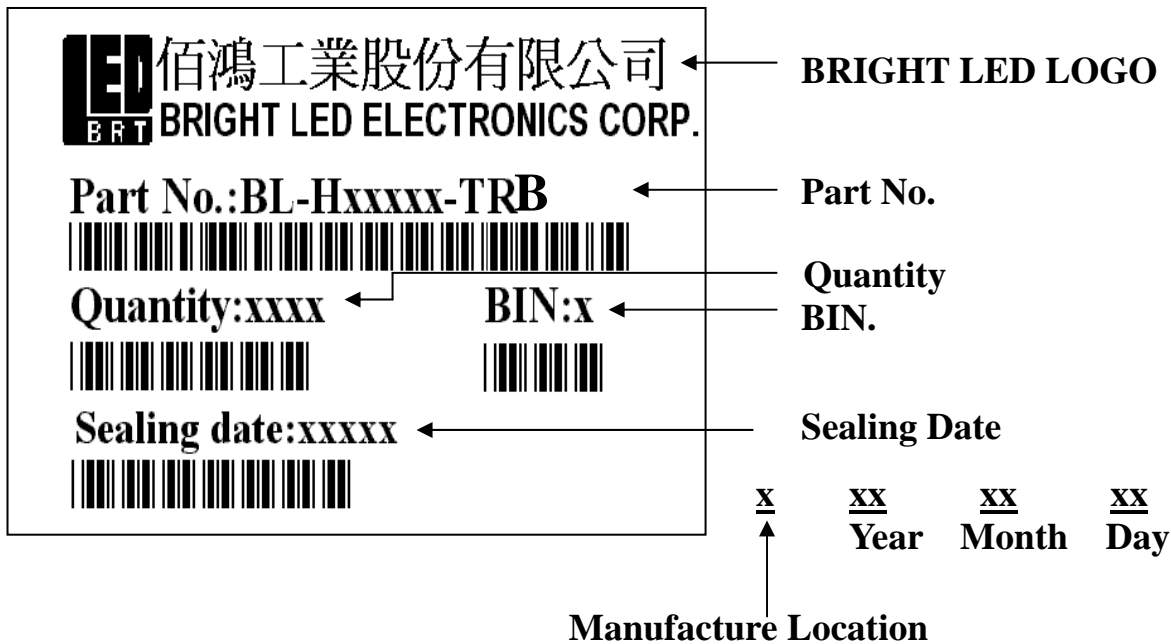 LED
BRT
佰鴻工業股份有限公司
BRIGHT LED ELECTRONICS CORP.
BRIGHT LED LOGO
Part No.:BL-Hxxxxx-TRB
Part No.
Quantity:xxxx
BIN:x
Quantity
BIN.
Sealing date:xxxxx
Sealing Date
x xx xx xx
Year Month Day
Manufacture Location